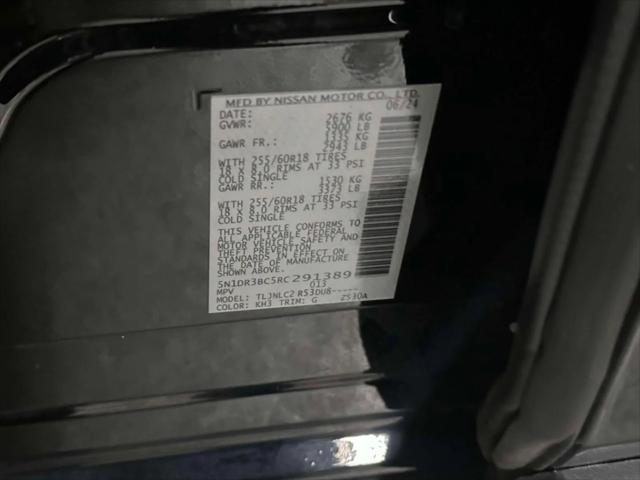 MFD BY NISSAN MOTOR CO., LTD.
DATE: 06/24
GVWR: 2676 KG
5900 LB
GAWR FR.: 1335 KG
2943 LB
WITH 255/60R18 TIRES
18 X 8.0 RIMS AT 33 PSI
COLD SINGLE
GAWR RR.: 1530 KG
3373 LB
WITH 255/60R18 TIRES
18 X 8.0 RIMS AT 33 PSI
COLD SINGLE
THIS VEHICLE CONFORMS TO
ALL APPLICABLE FEDERAL
MOTOR VEHICLE SAFETY AND
THEFT PREVENTION
STANDARDS IN EFFECT ON
THE DATE OF MANUFACTURE
SHOWN ABOVE.
5N1DR3BC5RC291389
MPV 013
MODEL: TLJNLC2 R53DU8-----
COLOR: KH3 TRIM: G 2S30A